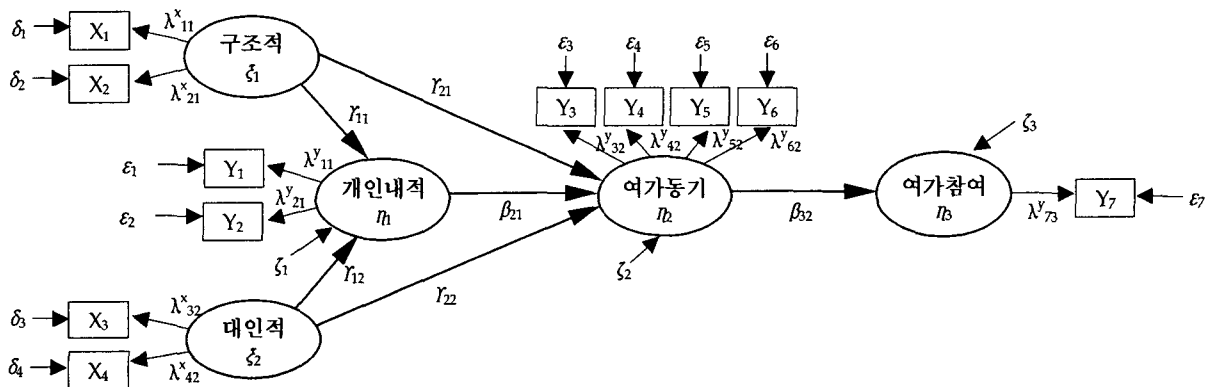 δ₁ X₁ λˣ₁₁
구조적
ξ₁
δ₂ X₂ λˣ₂₁
γ₁₁
γ₂₁
ε₃ ε₄ ε₅ ε₆
Y₃ Y₄ Y₅ Y₆
λʸ₃₂ λʸ₄₂ λʸ₅₂ λʸ₆₂
ζ₃
ε₁ Y₁ λʸ₁₁
개인내적
η₁
ε₂ Y₂ λʸ₂₁
ζ₁
β₂₁
여가동기
η₂
ζ₂
β₃₂
여가참여
η₃
λʸ₇₃ Y₇ ε₇
γ₁₂
γ₂₂
δ₃ X₃ λˣ₃₂
대인적
ξ₂
δ₄ X₄ λˣ₄₂